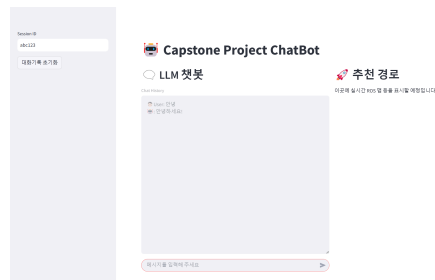 Session ID
abc123
대화기록 초기화
Capstone Project ChatBot
LLM 챗봇
Chat History
User: 안녕
: 안녕하세요!
메시지를 입력해 주세요
추천 경로
이곳에 실시간 ROS 맵 등을 표시할 예정입니다.